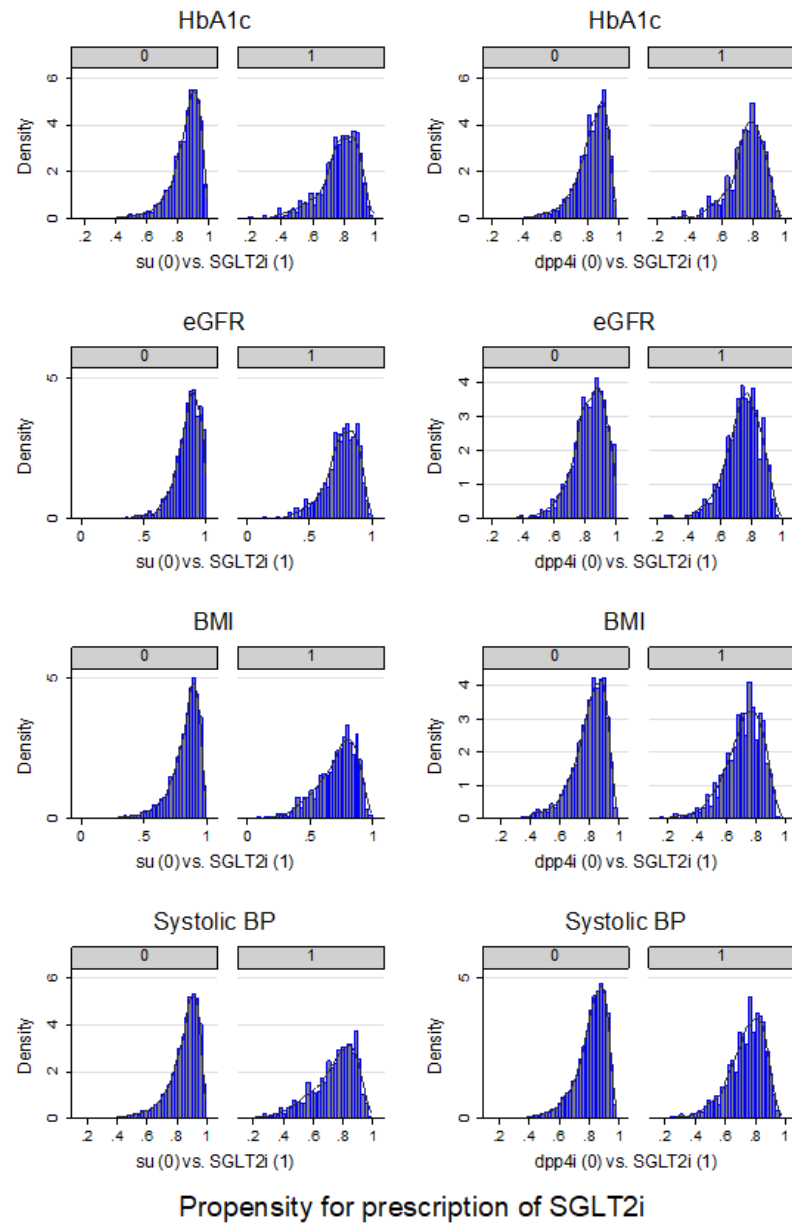 HbA1c
0 1
6
4
2
0
Density
.2 .4 .6 .8 1 .2 .4 .6 .8 1
su (0) vs. SGLT2i (1)
HbA1c
0 1
6
4
2
0
Density
.2 .4 .6 .8 1 .2 .4 .6 .8 1
dpp4i (0) vs. SGLT2i (1)
eGFR
0 1
5
0
Density
0 .5 1 0 .5 1
su (0) vs. SGLT2i (1)
eGFR
0 1
4
3
2
1
0
Density
.2 .4 .6 .8 1 .2 .4 .6 .8 1
dpp4i (0) vs. SGLT2i (1)
BMI
0 1
5
0
Density
0 .5 1 0 .5 1
su (0) vs. SGLT2i (1)
BMI
0 1
4
3
2
1
0
Density
.2 .4 .6 .8 1 .2 .4 .6 .8 1
dpp4i (0) vs. SGLT2i (1)
Systolic BP
0 1
6
4
2
0
Density
.2 .4 .6 .8 1 .2 .4 .6 .8 1
su (0) vs. SGLT2i (1)
Systolic BP
0 1
5
0
Density
.2 .4 .6 .8 1 .2 .4 .6 .8 1
dpp4i (0) vs. SGLT2i (1)
Propensity for prescription of SGLT2i